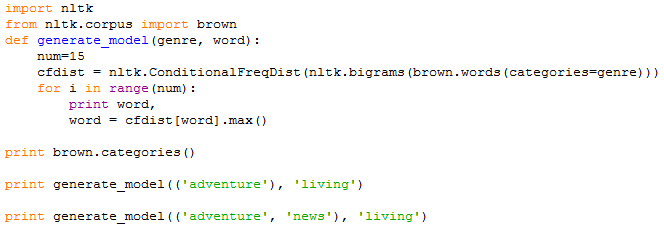 import nltk
from nltk.corpus import brown
def generate_model(genre, word):
    num=15
    cfdist = nltk.ConditionalFreqDist(nltk.bigrams(brown.words(categories=genre)))
    for i in range(num):
        print word,
        word = cfdist[word].max()
print brown.categories()
print generate_model(('adventure'), 'living')
print generate_model(('adventure', 'news'), 'living')